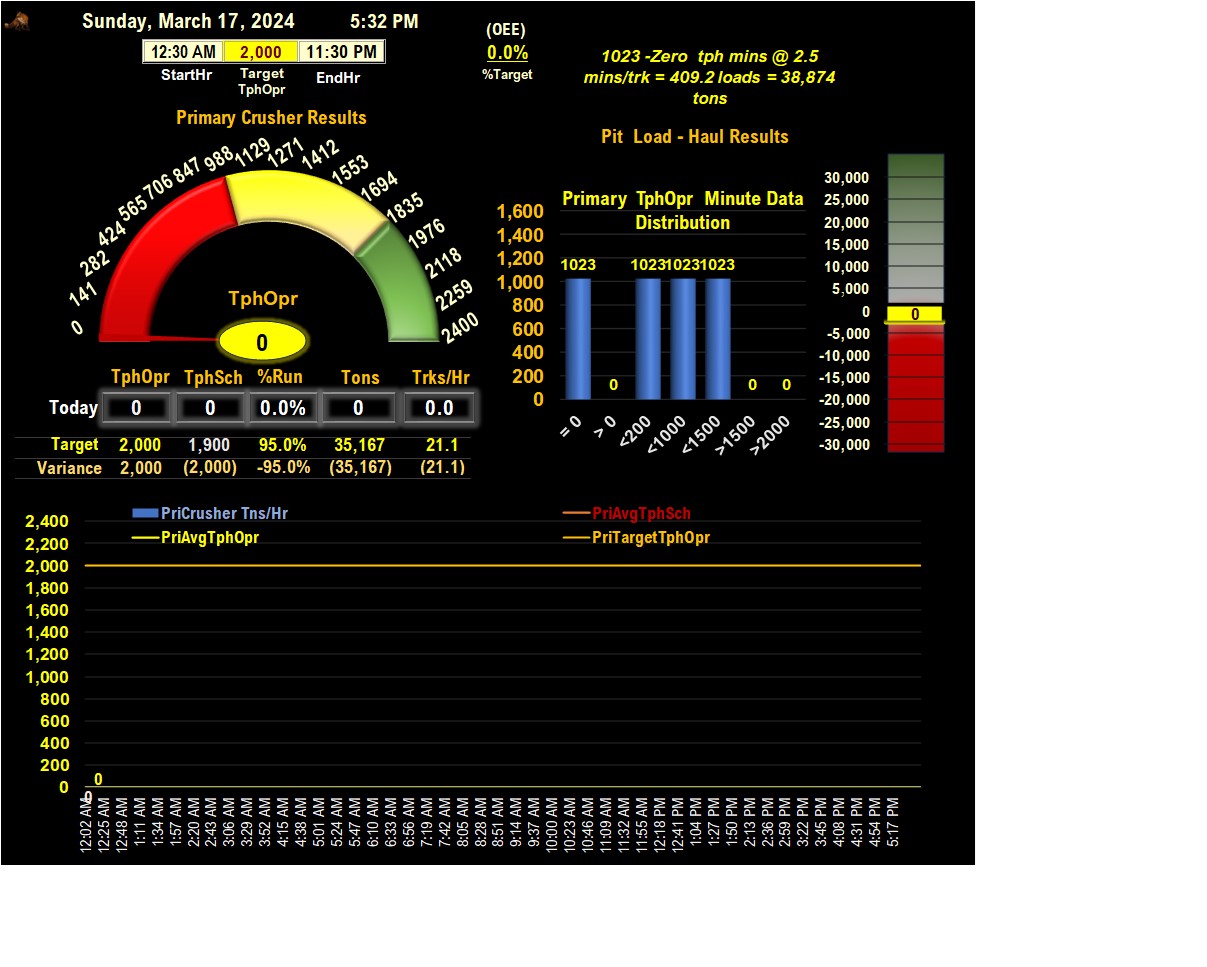 Sunday, March 17, 2024 5:32 PM
12:30 AM 2,000 11:30 PM
StartHr Target TphOpr EndHr
(OEE)
0.0%
%Target
1023 -Zero tph mins @ 2.5
mins/trk = 409.2 loads = 38,874
tons
Primary Crusher Results
0
141
282
424
565
706
847
988
1129
1271
1412
1553
1694
1835
1976
2118
2259
2400
TphOpr
0
TphOpr TphSch %Run Tons Trks/Hr
Today 0 0 0.0% 0 0.0
Target 2,000 1,900 95.0% 35,167 21.1
Variance 2,000 (2,000) -95.0% (35,167) (21.1)
Pit Load - Haul Results
Primary TphOpr Minute Data
Distribution
1,600
1,400
1,200
1,000
800
600
400
200
0
1023 0 1023 1023 1023 0 0
= 0
> 0
<200
<1000
<1500
>1500
>2000
30,000
25,000
20,000
15,000
10,000
5,000
0
-5,000
-10,000
-15,000
-20,000
-25,000
-30,000
0
PriCrusher Tns/Hr PriAvgTphSch
PriAvgTphOpr PriTargetTphOpr
2,400
2,200
2,000
1,800
1,600
1,400
1,200
1,000
800
600
400
200
0
0
0
12:02 AM
12:25 AM
12:48 AM
1:11 AM
1:34 AM
1:57 AM
2:20 AM
2:43 AM
3:06 AM
3:29 AM
3:52 AM
4:15 AM
4:38 AM
5:01 AM
5:24 AM
5:47 AM
6:10 AM
6:33 AM
6:56 AM
7:19 AM
7:42 AM
8:05 AM
8:28 AM
8:51 AM
9:14 AM
9:37 AM
10:00 AM
10:23 AM
10:46 AM
11:09 AM
11:32 AM
11:55 AM
12:18 PM
12:41 PM
1:04 PM
1:27 PM
1:50 PM
2:13 PM
2:36 PM
2:59 PM
3:22 PM
3:45 PM
4:08 PM
4:31 PM
4:54 PM
5:17 PM